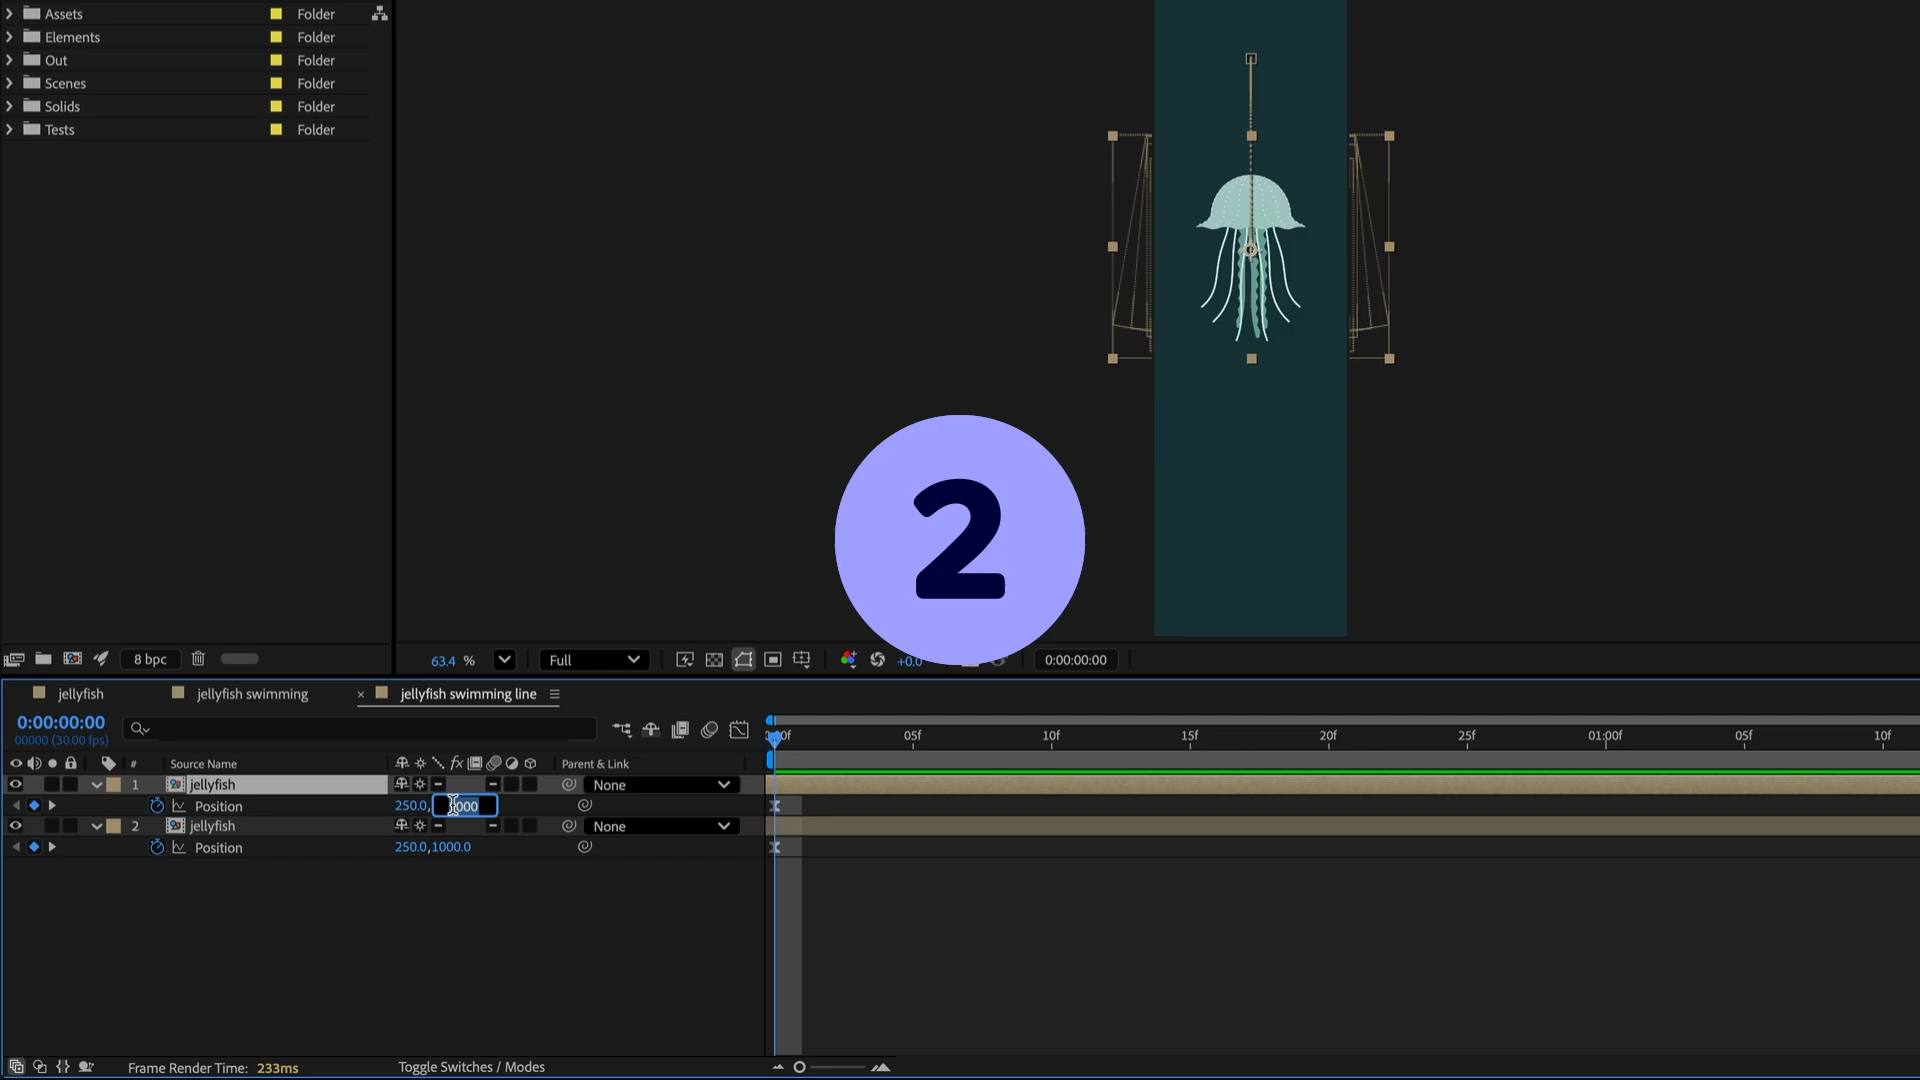 Assets Folder
Elements Folder
Out Folder
Scenes Folder
Solids Folder
Tests Folder
2
8 bpc
63.4 %
Full
+0.0
0:00:00:00
jellyfish
jellyfish swimming
× jellyfish swimming line
0:00:00:00
00000 (30.00 fps)
05f
10f
15f
20f
25f
01:00f
05f
10f
# Source Name
fx
Parent & Link
1 jellyfish None
Position 250.0,
2 jellyfish None
Position 250.0,1000.0
Frame Render Time: 233ms
Toggle Switches / Modes